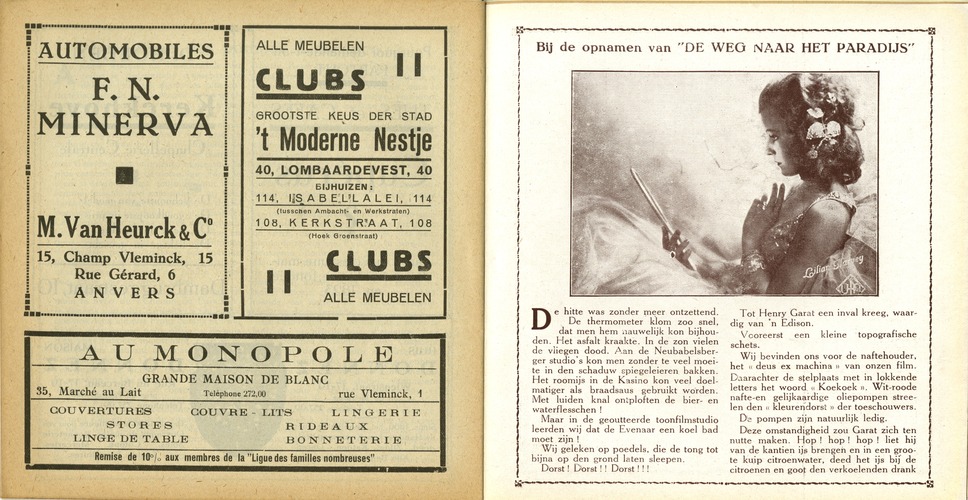 AUTOMOBILES
F. N.
MINERVA
M. Van Heurck & Cº
15, Champ Vleminck, 15
Rue Gérard, 6
ANVERS
ALLE MEUBELEN
CLUBS
GROOTSTE KEUS DER STAD
't Moderne Nestje
40, LOMBAARDEVEST, 40
BIJHUIZEN:
114, ISABELLALEI, 114
(tusschen Ambacht- en Werkstraten)
108, KERKSTRAAT, 108
(Hoek Groenstraat)
CLUBS
ALLE MEUBELEN
AU MONOPOLE
GRANDE MAISON DE BLANC
35, Marché au Lait Téléphone 272,00 rue Vleminck, 1
COUVERTURES COUVRE-LITS LINGERIE
STORES RIDEAUX
LINGE DE TABLE BONNETERIE
Remise de 10% aux membres de la "Ligue des familles nombreuses"
Bij de opnamen van "DE WEG NAAR HET PARADIJS"
Lilian Harvey
UFA
De hitte was zonder meer ontzettend.
De thermometer klom zoo snel,
dat men hem nauwelijk kon bijhou-
den. Het asfalt kraakte. In de zon vielen
de vliegen dood. Aan de Neubabelsber-
ger studio's kon men zonder te veel moei-
te in den schaduw spiegeleieren bakken.
Het roomijs in de Kasino kon veel doel-
matiger als braadsaus gebruikt worden.
Met luiden knal ontploften de bier- en
waterflesschen !
Maar in de geoutteerde toonfilmstudio
leerden wij dat de Evenaar een koel bad
moet zijn !
Wij geleken op poedels, die de tong tot
bijna op den grond laten sleepen.
Dorst ! Dorst !! Dorst !!!
Tot Henry Garat een inval kreeg, waar-
dig van 'n Edison.
Vooreerst een kleine topografische
schets.
Wij bevinden ons voor de naftehouder,
het « deus ex machina » van onzen film.
Daarachter de stelplaats met in lokkende
letters het woord « Koekoek ». Wit-roode
nafte-en gelijkaardige oliepompen stree-
len den « kleurendorst » der toeschouwers.
De pompen zijn natuurlijk ledig.
Deze omstandigheid zou Garat zich ten
nutte maken. Hop ! hop ! hop ! liet hij
van de kantien ijs brengen en in een groo-
te kuip citroenwater, deed het ijs bij de
citroenen en goot den verkoelenden drank